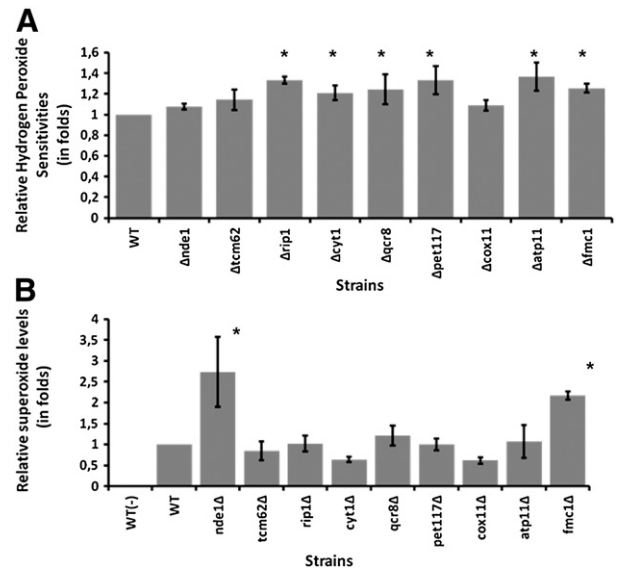 A
Relative Hydrogen Peroxide
Sensitivities
(in folds)
1,6
1,4
1,2
1
0,8
0,6
0,4
0,2
0
* * * * * *
WT
Δnde1
Δtcm62
Δrip1
Δcyt1
Δqcr8
Δpet117
Δcox11
Δatp11
Δfmc1
Strains
B
Relative superoxide levels
(in folds)
4
3,5
3
2,5
2
1,5
1
0,5
0
* *
WT(-)
WT
nde1Δ
tcm62Δ
rip1Δ
cyt1Δ
qcr8Δ
pet117Δ
cox11Δ
atp11Δ
fmc1Δ
Strains